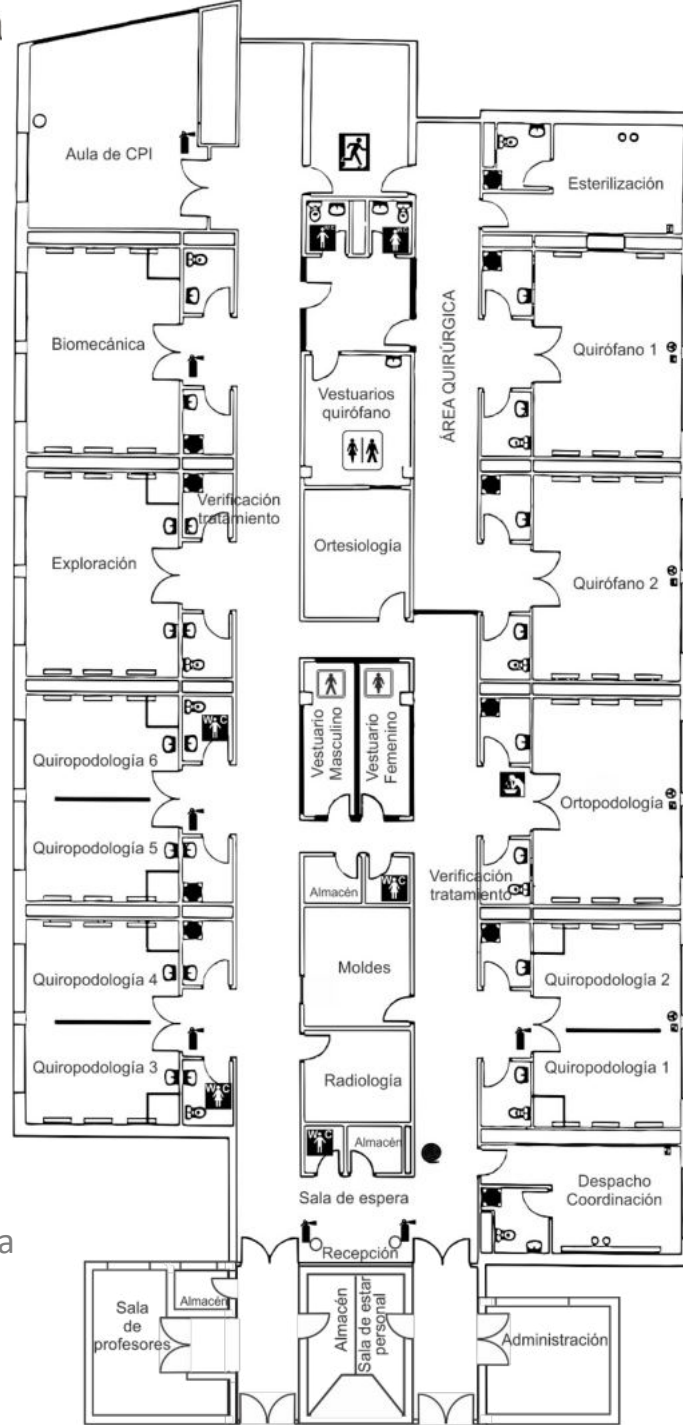 a
Aula de CPI
Esterilización
Biomecánica
ÁREA QUIRÚRGICA
Quirófano 1
Vestuarios
quirófano
Verificación
tratamiento
Ortesiología
Exploración
Quirófano 2
Vestuario
Masculino
Vestuario
Femenino
W C
Quiropodología 6
Ortopodología
Quiropodología 5
Almacén
W C
Verificación
tratamiento
Moldes
Quiropodología 4
Quiropodología 2
Quiropodología 3
Radiología
Quiropodología 1
W C
W C
Almacén
Despacho
Coordinación
Sala de espera
a
Recepción
Almacén
Sala
de
profesores
Almacén
Sala de estar
personal
Administración